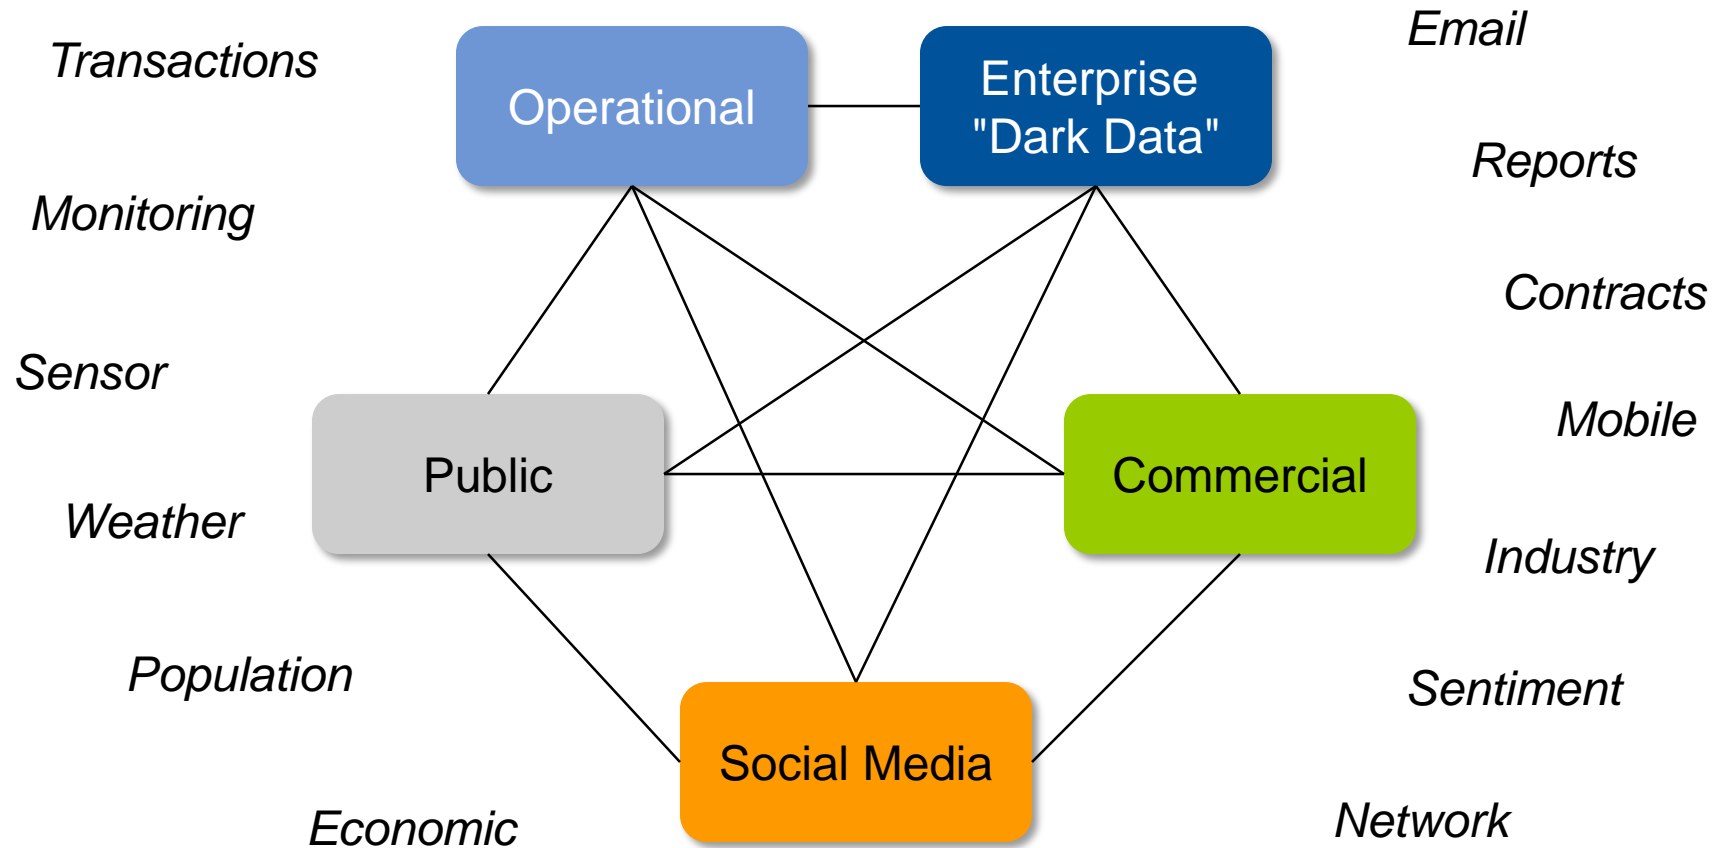 Transactions
Operational
Enterprise
"Dark Data"
Email
Reports
Monitoring
Contracts
Sensor
Mobile
Public
Commercial
Weather
Industry
Population
Sentiment
Social Media
Economic
Network